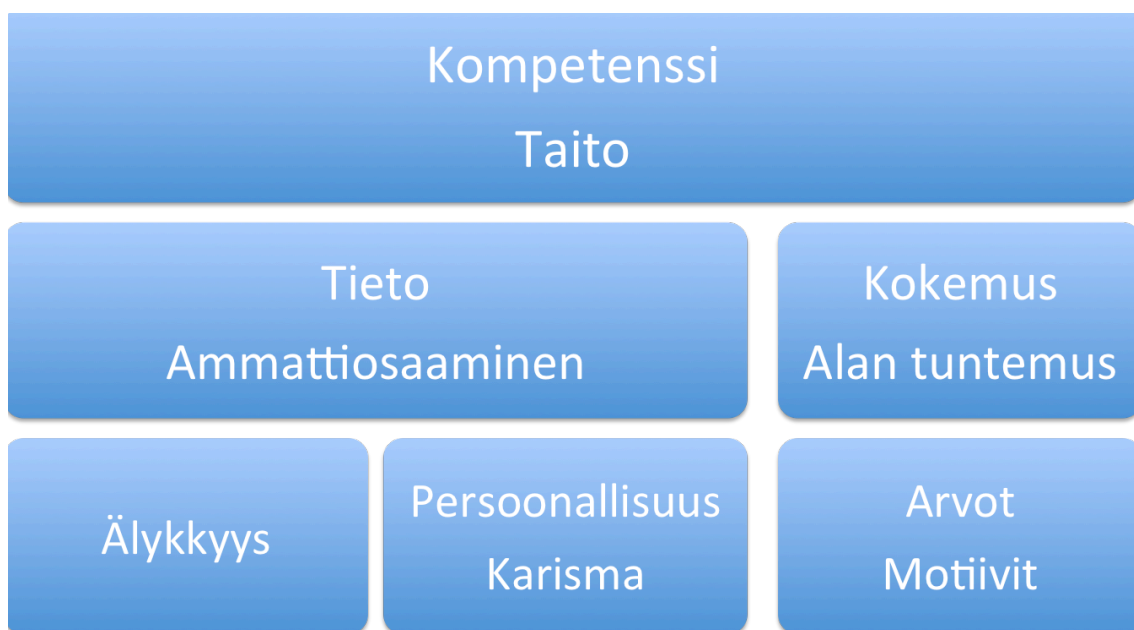 Kompetenssi
Taito
Tieto
Ammattiosaaminen
Kokemus
Alan tuntemus
Älykkyys
Persoonallisuus
Karisma
Arvot
Motiivit